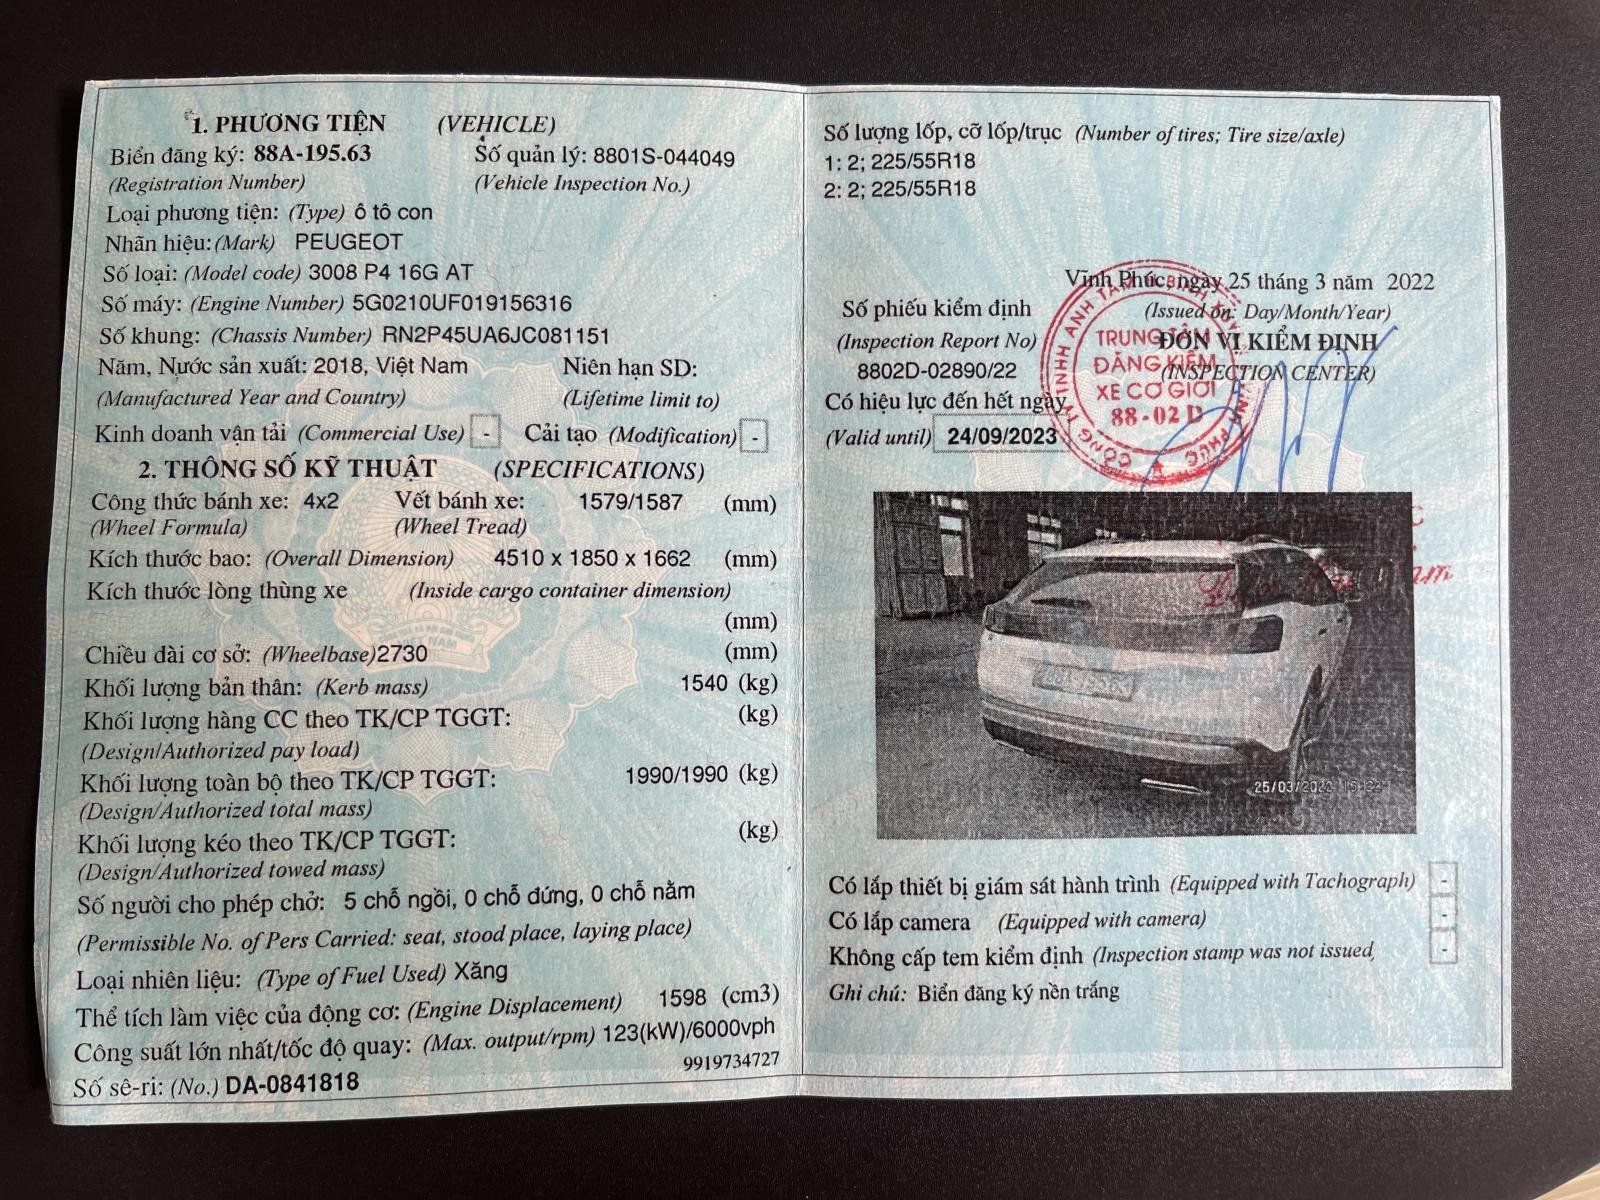 1. PHƯƠNG TIỆN (VEHICLE)
Biển đăng ký: 88A-195.63 Số quản lý: 8801S-044049
(Registration Number) (Vehicle Inspection No.)
Loại phương tiện: (Type) ô tô con
Nhãn hiệu: (Mark) PEUGEOT
Số loại: (Model code) 3008 P4 16G AT
Số máy: (Engine Number) 5G0210UF019156316
Số khung: (Chassis Number) RN2P45UA6JC081151
Năm, Nước sản xuất: 2018, Việt Nam Niên hạn SD:
(Manufactured Year and Country) (Lifetime limit to)
Kinh doanh vận tải (Commercial Use) - Cải tạo (Modification) -
2. THÔNG SỐ KỸ THUẬT (SPECIFICATIONS)
Công thức bánh xe: 4x2 Vết bánh xe: 1579/1587 (mm)
(Wheel Formula) (Wheel Tread)
Kích thước bao: (Overall Dimension) 4510 x 1850 x 1662 (mm)
Kích thước lòng thùng xe (Inside cargo container dimension)
(mm)
Chiều dài cơ sở: (Wheelbase) 2730 (mm)
Khối lượng bản thân: (Kerb mass) 1540 (kg)
Khối lượng hàng CC theo TK/CP TGGT: (kg)
(Design/Authorized pay load)
Khối lượng toàn bộ theo TK/CP TGGT: 1990/1990 (kg)
(Design/Authorized total mass)
Khối lượng kéo theo TK/CP TGGT: (kg)
(Design/Authorized towed mass)
Số người cho phép chở: 5 chỗ ngồi, 0 chỗ đứng, 0 chỗ nằm
(Permissible No. of Pers Carried: seat, stood place, laying place)
Loại nhiên liệu: (Type of Fuel Used) Xăng
Thể tích làm việc của động cơ: (Engine Displacement) 1598 (cm3)
Công suất lớn nhất/tốc độ quay: (Max. output/rpm) 123(kW)/6000vph
9919734727
Số sê-ri: (No.) DA-0841818
Số lượng lốp, cỡ lốp/trục (Number of tires; Tire size/axle)
1: 2; 225/55R18
2: 2; 225/55R18
Vĩnh Phúc, ngày 25 tháng 3 năm 2022
Số phiếu kiểm định (Issued on: Day/Month/Year)
(Inspection Report No) ĐƠN VỊ KIỂM ĐỊNH
8802D-02890/22 (INSPECTION CENTER)
Có hiệu lực đến hết ngày
(Valid until) 24/09/2023
TRUNG TÂM
ĐĂNG KIỂM
XE CƠ GIỚI
88-02 D
25/03/2022
Có lắp thiết bị giám sát hành trình (Equipped with Tachograph) -
Có lắp camera (Equipped with camera) -
Không cấp tem kiểm định (Inspection stamp was not issued) -
Ghi chú: Biển đăng ký nền trắng